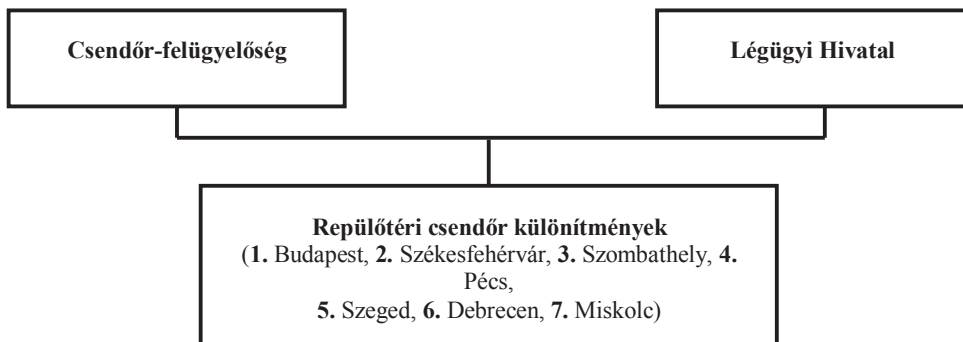 Csendőr-felügyelőség
Légügyi Hivatal
Repülőtéri csendőr különítmények
(1. Budapest, 2. Székesfehérvár, 3. Szombathely, 4.
Pécs,
5. Szeged, 6. Debrecen, 7. Miskolc)